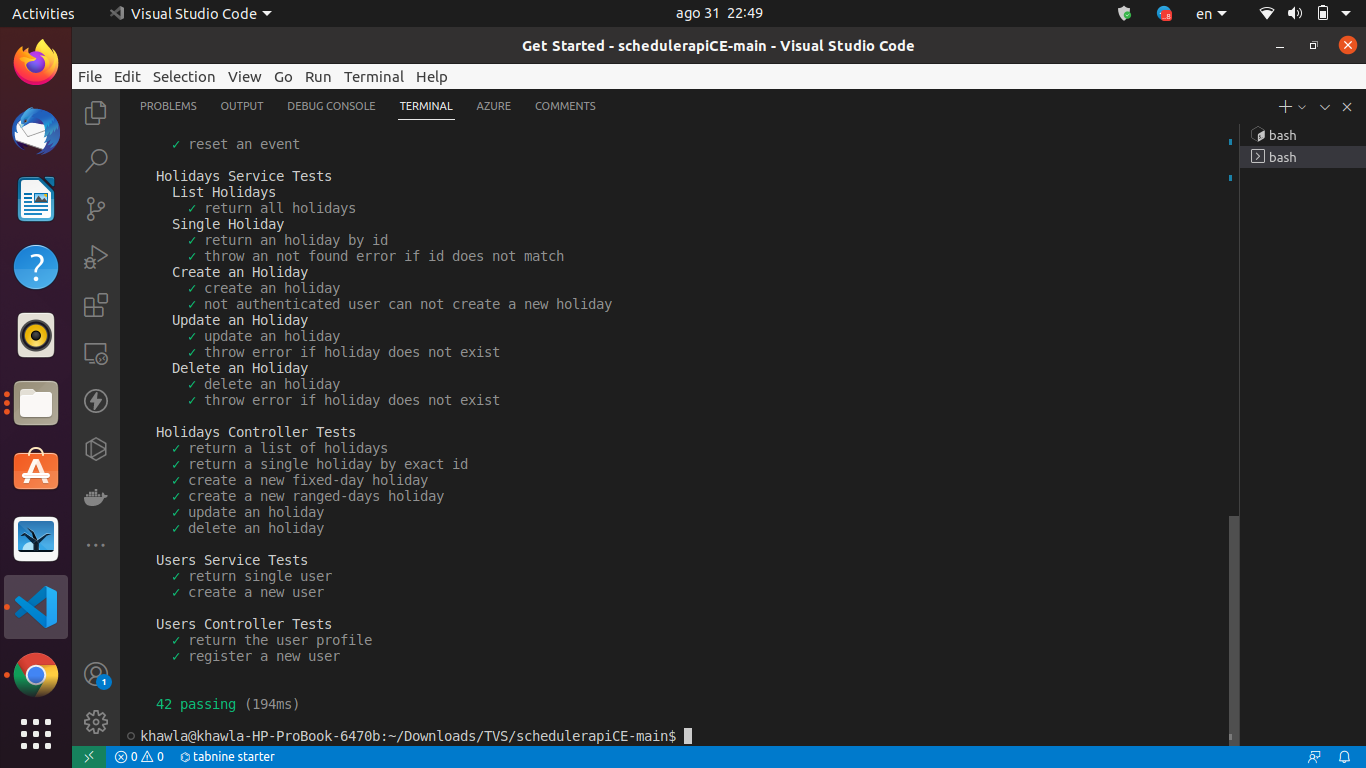 Activities
Visual Studio Code
ago 31 22:49
8
en
Get Started - schedulerapiCE-main - Visual Studio Code
File Edit Selection View Go Run Terminal Help
PROBLEMS OUTPUT DEBUG CONSOLE TERMINAL AZURE COMMENTS
bash
bash
✓ reset an event
Holidays Service Tests
List Holidays
✓ return all holidays
Single Holiday
✓ return an holiday by id
✓ throw an not found error if id does not match
Create an Holiday
✓ create an holiday
✓ not authenticated user can not create a new holiday
Update an Holiday
✓ update an holiday
✓ throw error if holiday does not exist
Delete an Holiday
✓ delete an holiday
✓ throw error if holiday does not exist
Holidays Controller Tests
✓ return a list of holidays
✓ return a single holiday by exact id
✓ create a new fixed-day holiday
✓ create a new ranged-days holiday
✓ update an holiday
✓ delete an holiday
Users Service Tests
✓ return single user
✓ create a new user
Users Controller Tests
✓ return the user profile
✓ register a new user
42 passing (194ms)
khawla@khawla-HP-ProBook-6470b:~/Downloads/TVS/schedulerapiCE-main$
1
0 0 tabnine starter